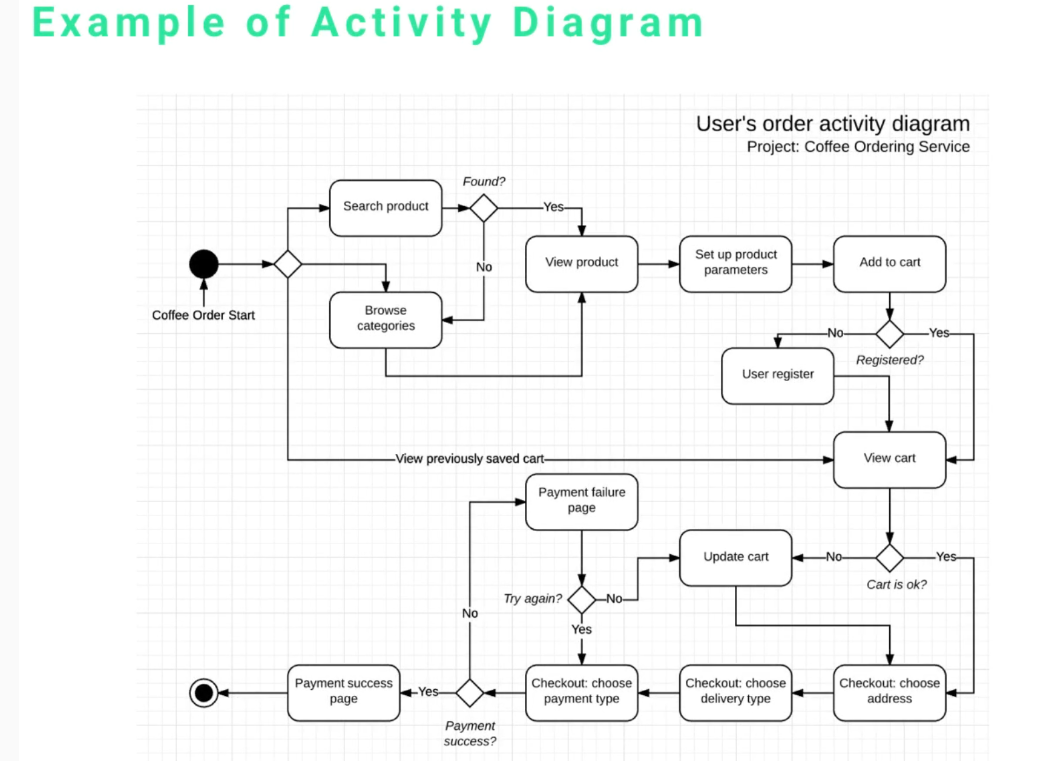 Example of Activity Diagram
User's order activity diagram
Project: Coffee Ordering Service
Found?
Search product
Yes
No
View product
Set up product
parameters
Add to cart
Coffee Order Start
Browse
categories
No
Yes
Registered?
User register
View previously saved cart
View cart
Payment failure
page
Update cart
No
Yes
Cart is ok?
Try again?
No
No
Yes
Payment success
page
Yes
Checkout: choose
payment type
Checkout: choose
delivery type
Checkout: choose
address
Payment
success?